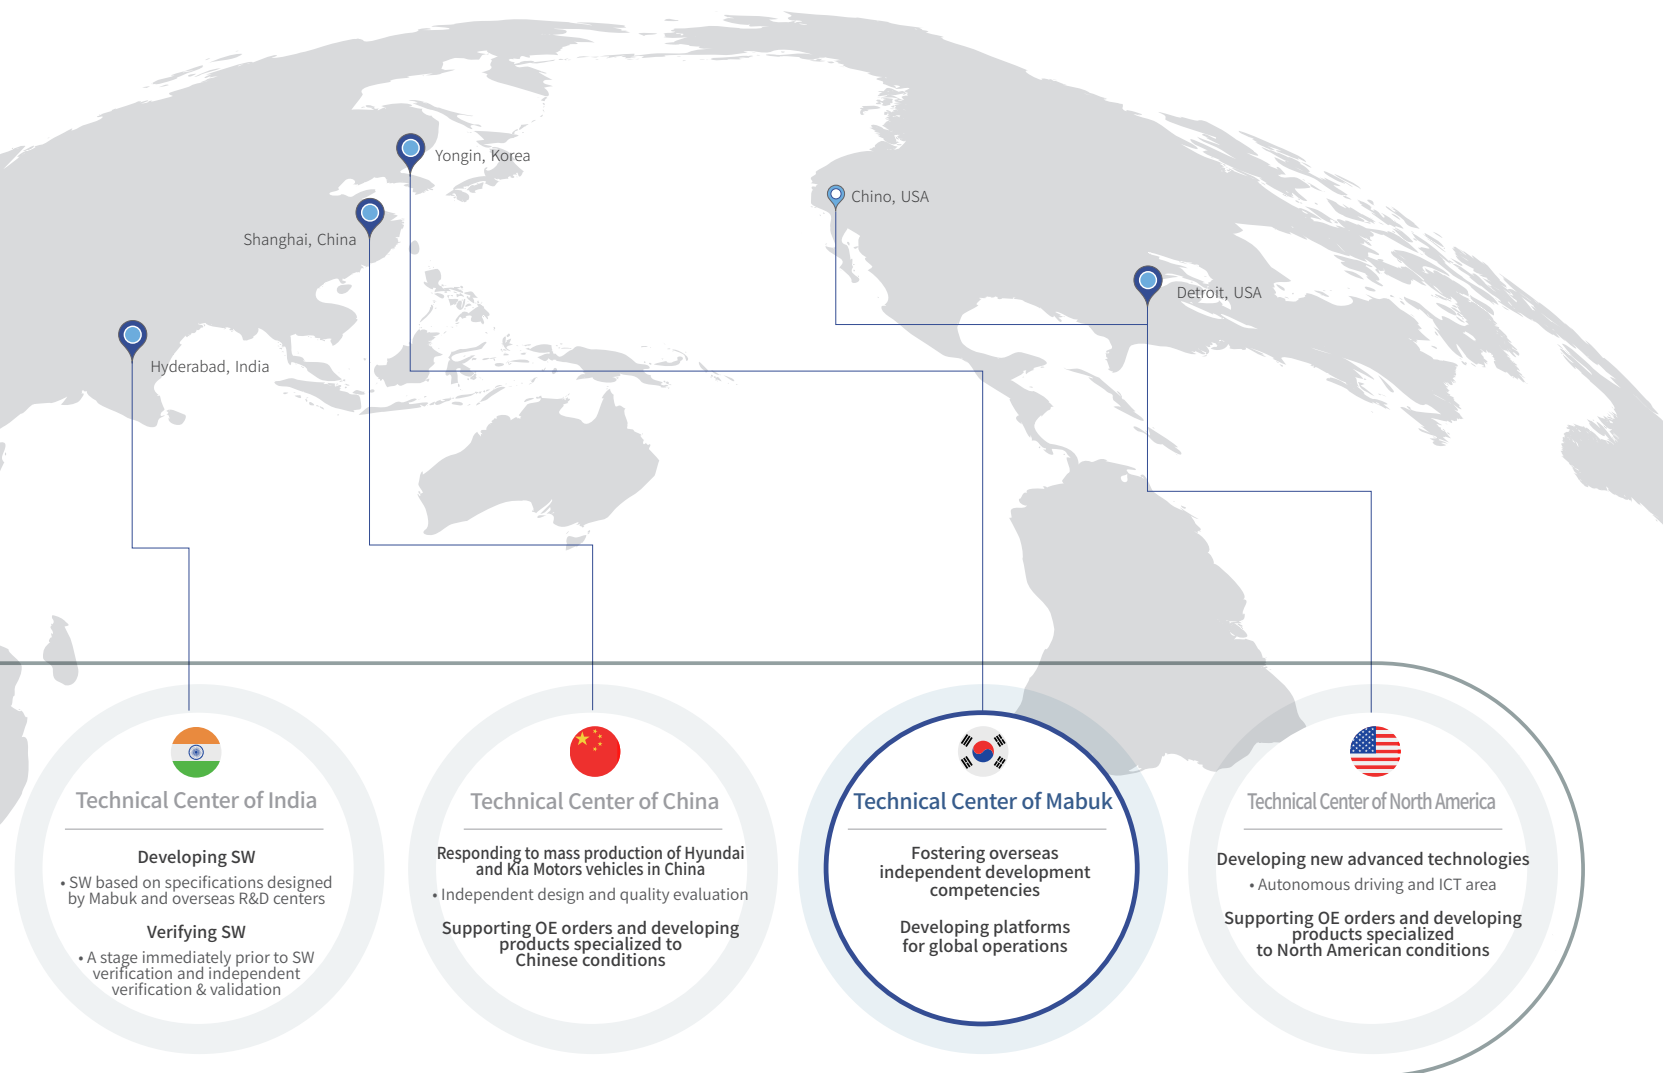 Yongin, Korea
Chino, USA
Shanghai, China
Detroit, USA
Hyderabad, India
Technical Center of India
Developing SW
• SW based on specifications designed
by Mabuk and overseas R&D centers
Verifying SW
• A stage immediately prior to SW
verification and independent
verification & validation
Technical Center of China
Responding to mass production of Hyundai
and Kia Motors vehicles in China
• Independent design and quality evaluation
Supporting OE orders and developing
products specialized to
Chinese conditions
Technical Center of Mabuk
Fostering overseas
independent development
competencies
Developing platforms
for global operations
Technical Center of North America
Developing new advanced technologies
• Autonomous driving and ICT area
Supporting OE orders and developing
products specialized
to North American conditions